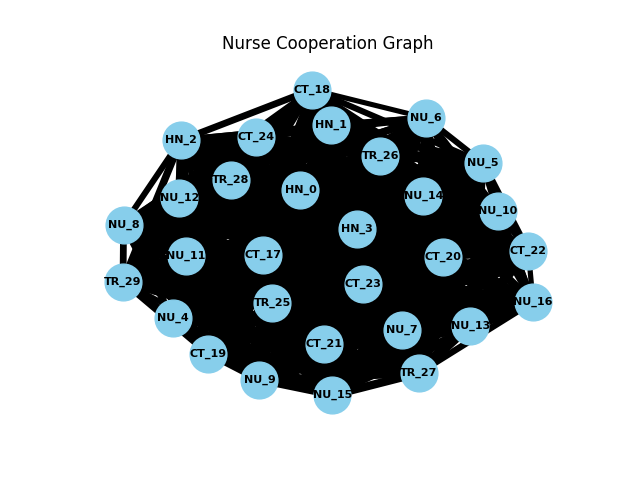 Nurse Cooperation Graph
CT_18
NU_6
HN_1
CT_24
HN_2
TR_26
NU_5
TR_28
HN_0
NU_14
NU_12
NU_10
NU_8
HN_3
CT_22
NU_11
CT_17
CT_20
TR_29
CT_23
NU_16
TR_25
NU_4
NU_13
NU_7
CT_21
CT_19
TR_27
NU_9
NU_15